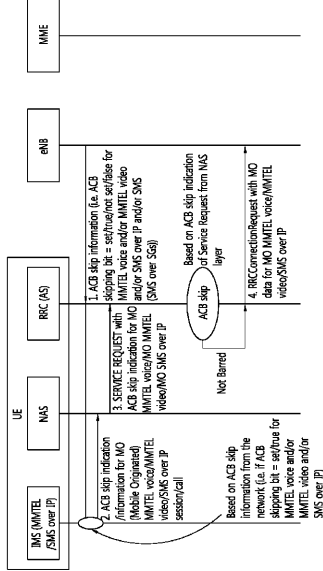 UE
IMS (MMTEL
/SMS over IP)
NAS
RRC (AS)
eNB
MME
1. ACB skip information (i.e. ACB
skipping bit = set/true/not set/false for
MMTEL voice and/or MMTEL video
and/or SMS over IP and/or SMS
(SMS over SGs)
2. ACB skip indication
/information for MO
(Mobile Originated)
MMTEL voice/MMTEL
video/SMS over IP
session/call
3. SERVICE REQUEST with
ACB skip indication for MO
MMTEL voice/MO MMTEL
video/MO SMS over IP
Based on ACB skip
information from the
network (i.e. if ACB
skipping bit = set/true for
MMTEL voice and/or
MMTEL video and/or
SMS over IP)
ACB skip
Based on ACB skip indication
of Service Request from NAS
layer
Not Barred
4. RRCConnectionRequest with MO
data for MO MMTEL voice/MMTEL
video/SMS over IP